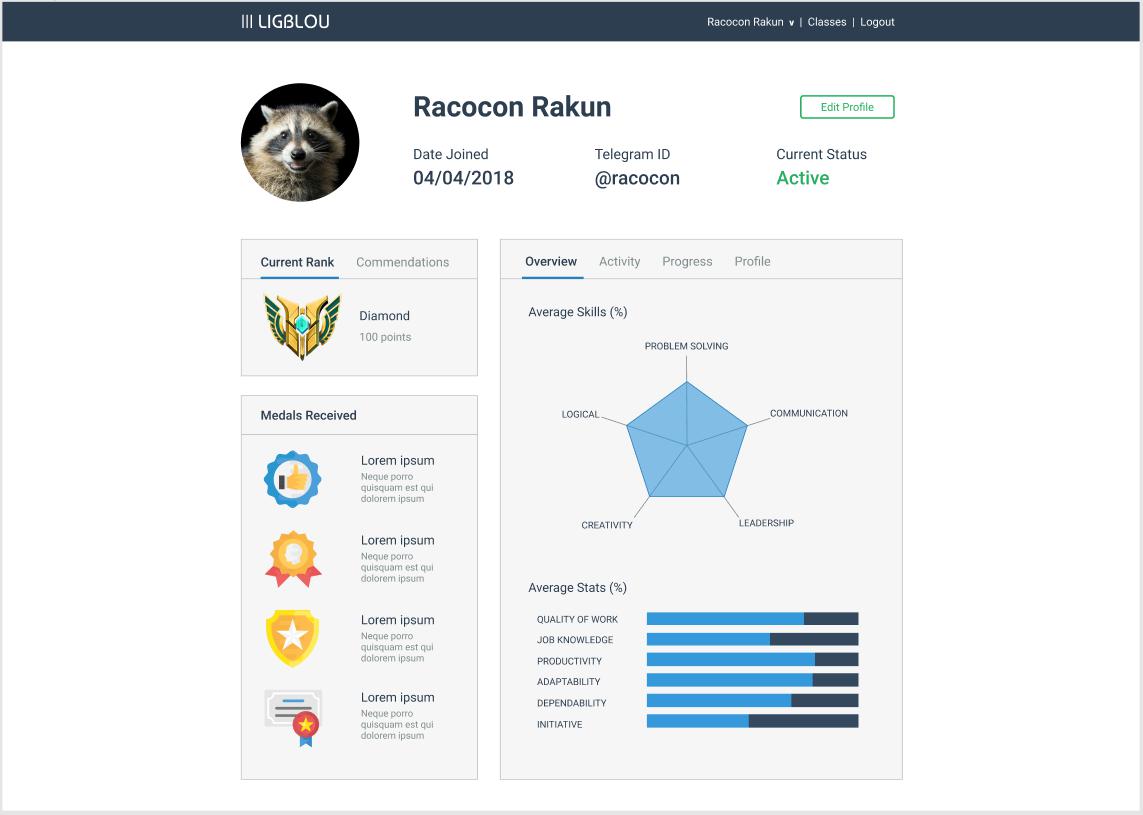 LIGBLOU
Racocon Rakun ∨ | Classes | Logout
Racocon Rakun
Edit Profile
Date Joined
04/04/2018
Telegram ID
@racocon
Current Status
Active
Current Rank
Commendations
Diamond
100 points
Medals Received
Lorem ipsum
Neque porro
quisquam est qui
dolorem ipsum
Lorem ipsum
Neque porro
quisquam est qui
dolorem ipsum
Lorem ipsum
Neque porro
quisquam est qui
dolorem ipsum
Lorem ipsum
Neque porro
quisquam est qui
dolorem ipsum
Overview
Activity
Progress
Profile
Average Skills (%)
PROBLEM SOLVING
LOGICAL
COMMUNICATION
CREATIVITY
LEADERSHIP
Average Stats (%)
QUALITY OF WORK
JOB KNOWLEDGE
PRODUCTIVITY
ADAPTABILITY
DEPENDABILITY
INITIATIVE